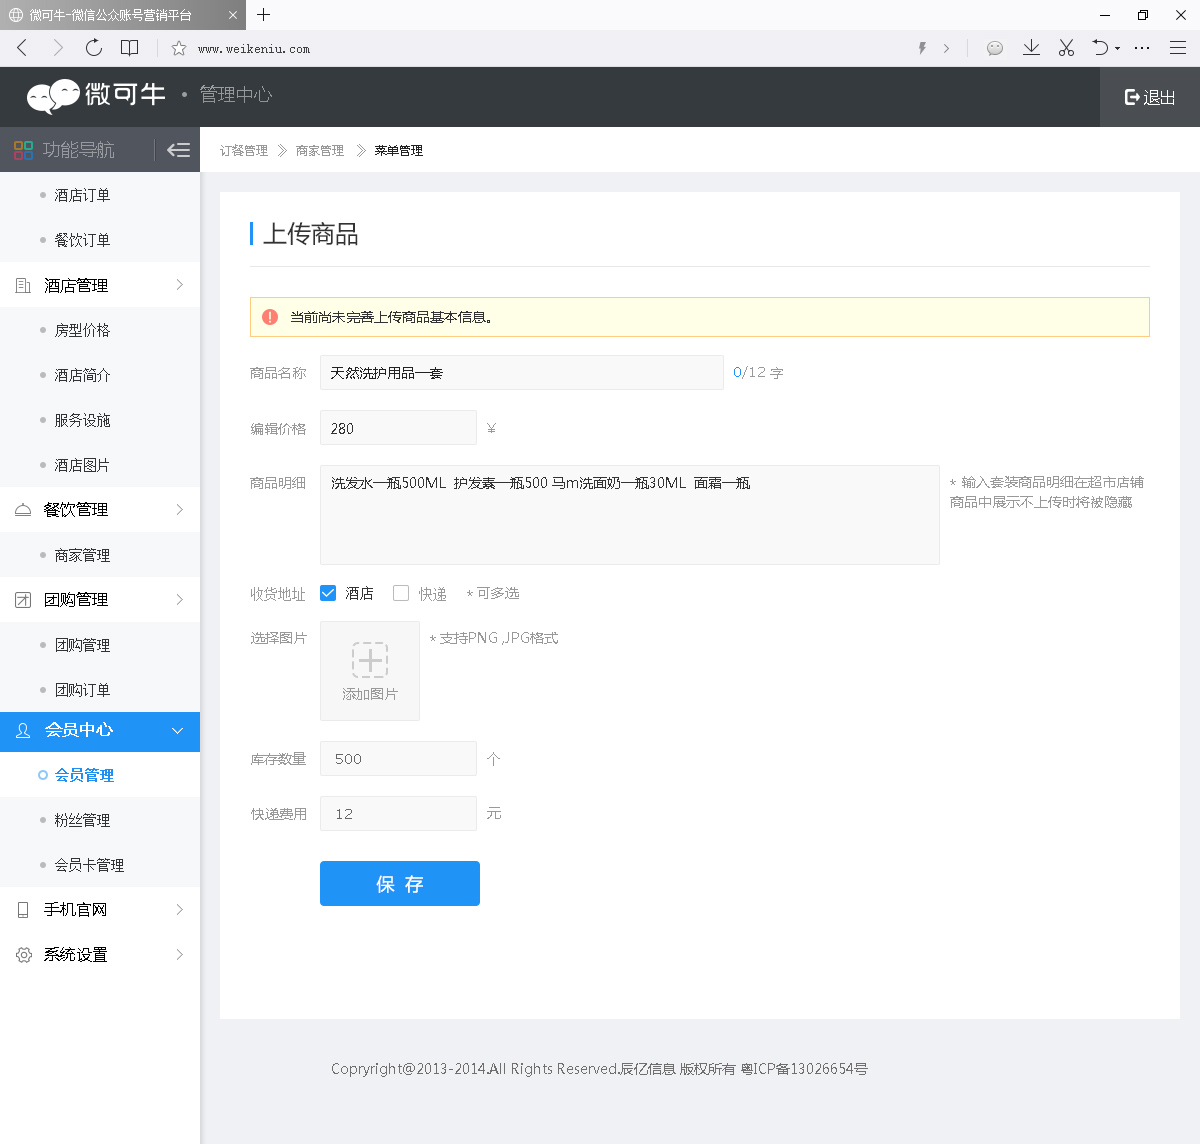 微可牛-微信公众账号营销平台
www.weikeniu.com
微可牛 • 管理中心
退出
功能导航
订餐管理 商家管理 菜单管理
酒店订单
餐饮订单
酒店管理
房型价格
酒店简介
服务设施
酒店图片
餐饮管理
商家管理
团购管理
团购管理
团购订单
会员中心
会员管理
粉丝管理
会员卡管理
手机官网
系统设置
上传商品
当前尚未完善上传商品基本信息。
商品名称 天然洗护用品一套 0/12 字
编辑价格 280 ¥
商品明细 洗发水一瓶500ML 护发素一瓶500 马m洗面奶一瓶30ML 面霜一瓶
* 输入套装商品明细在超市店铺
商品中展示不上传时将被隐藏
收货地址 酒店 快递 * 可多选
选择图片 * 支持PNG ,JPG格式
添加图片
库存数量 500 个
快递费用 12 元
保 存
Copryright@2013-2014.All Rights Reserved.辰亿信息 版权所有 粤ICP备13026654号